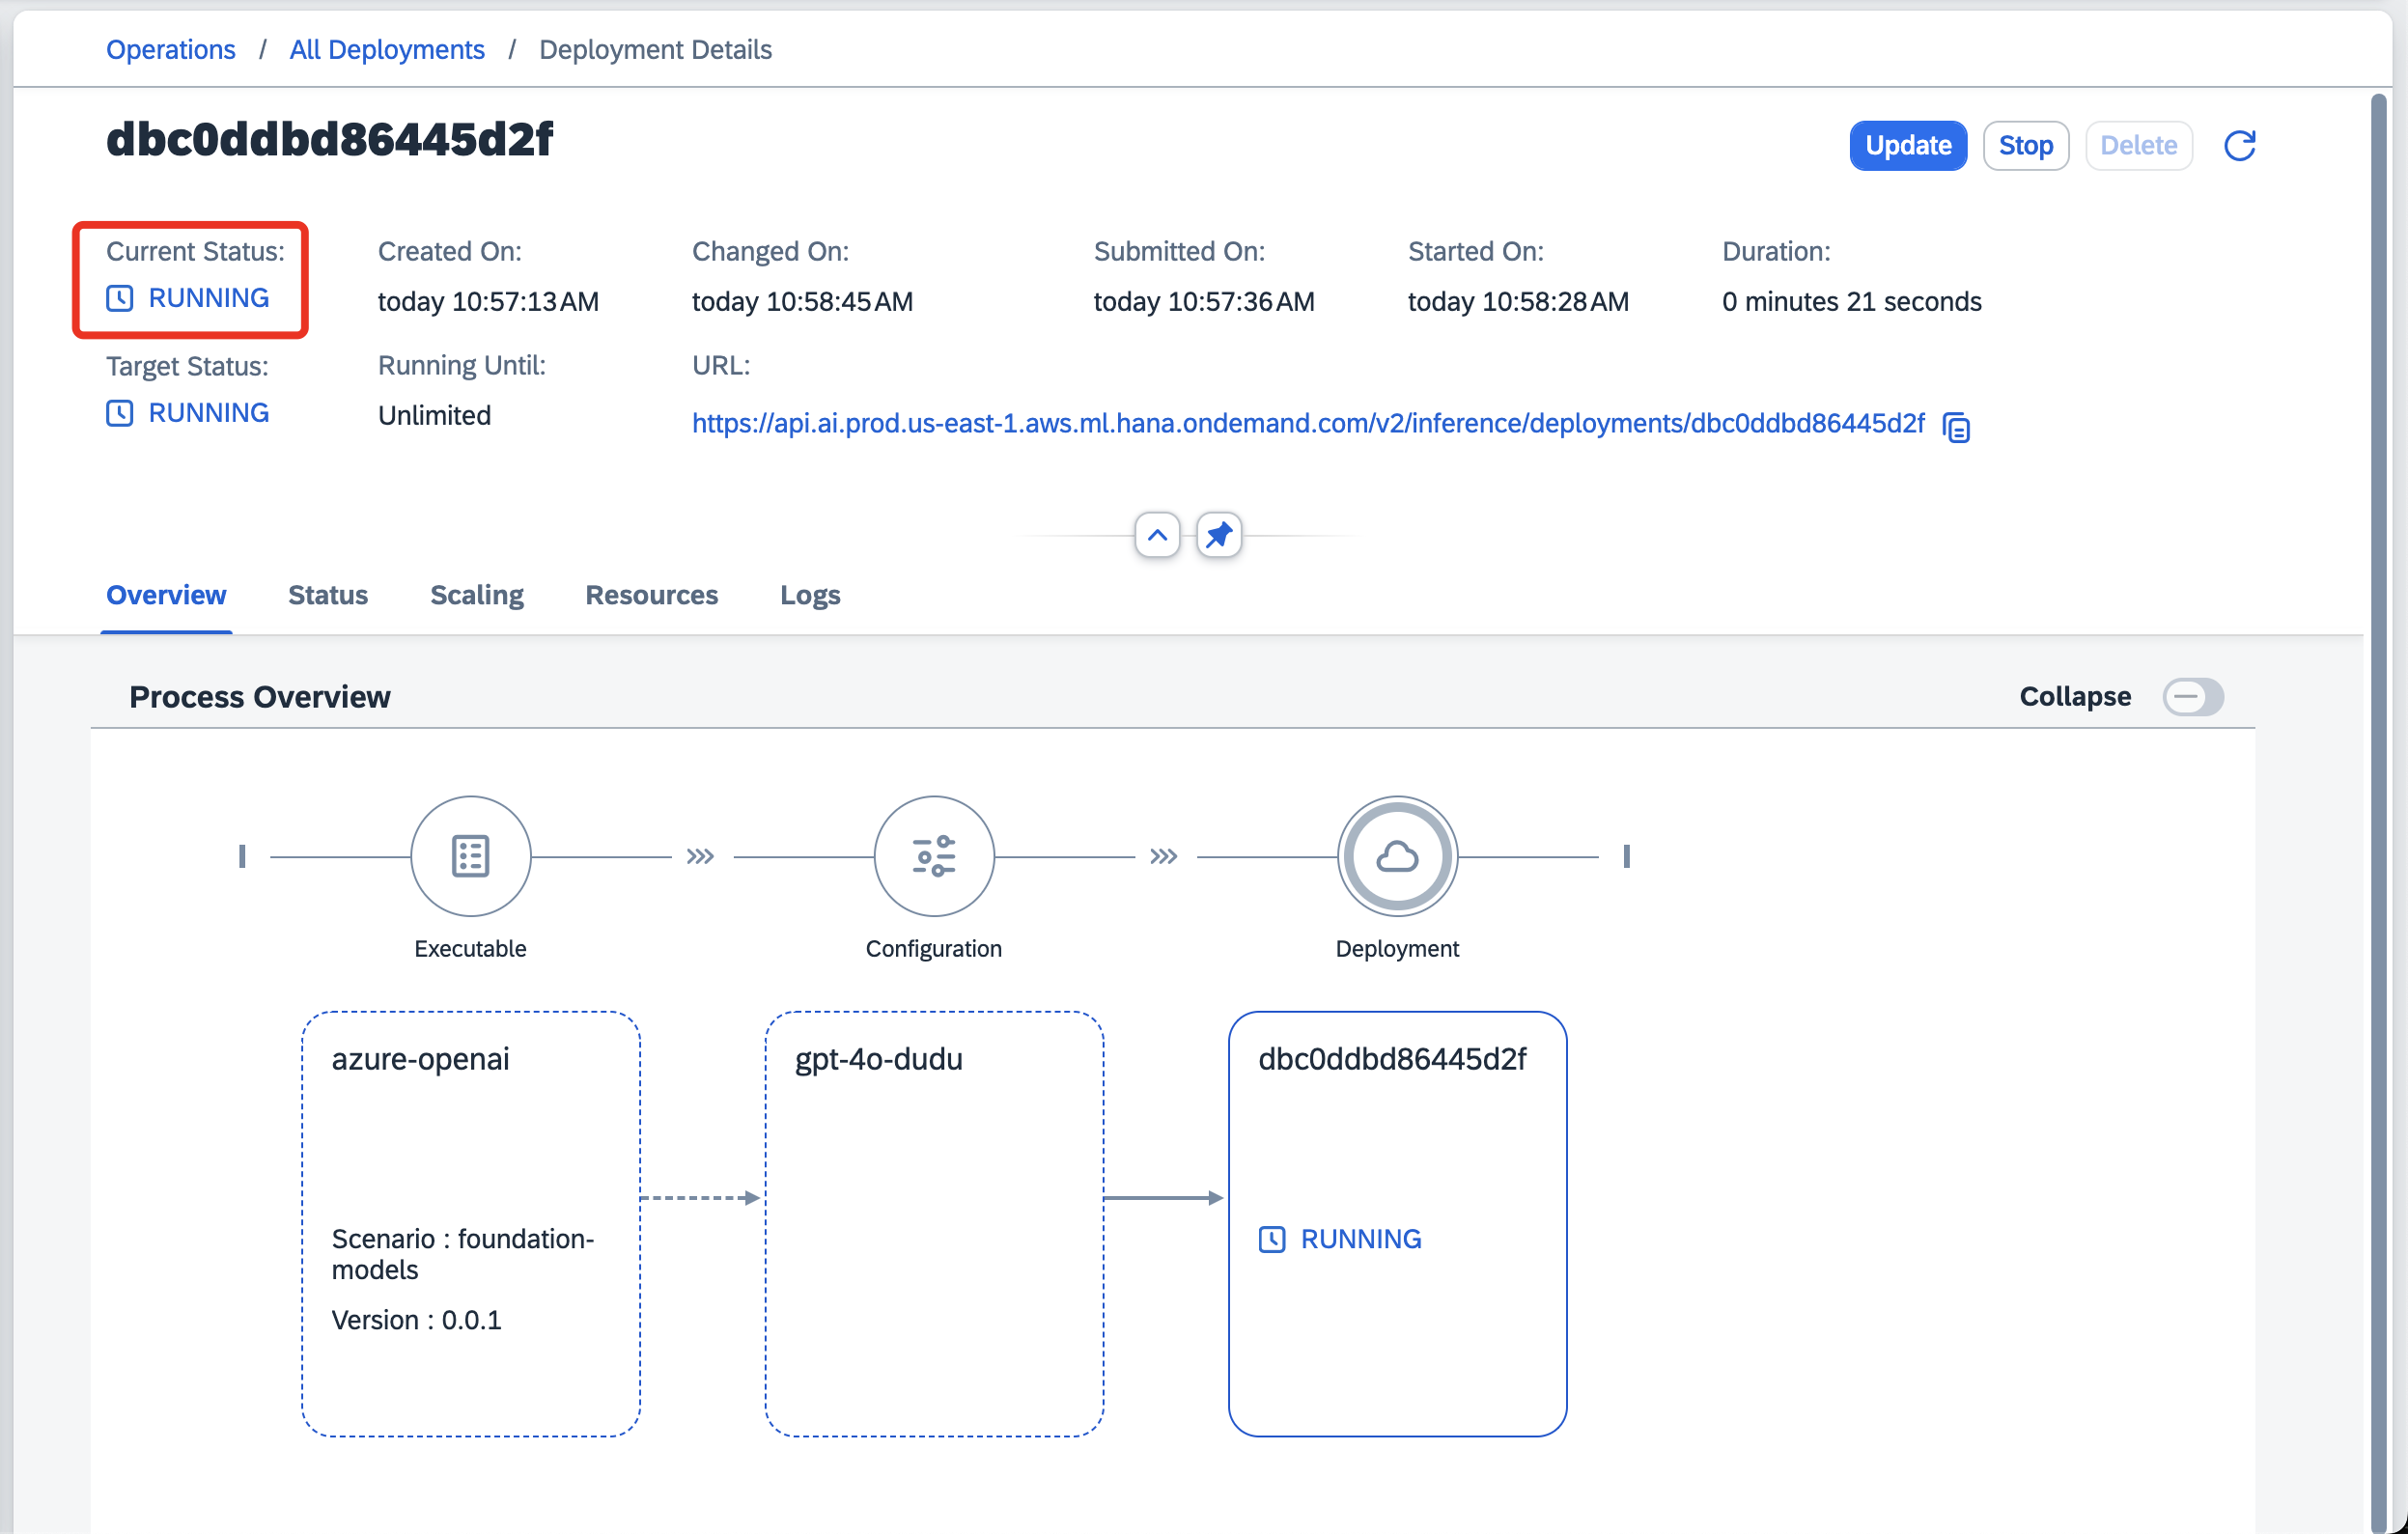 Operations / All Deployments / Deployment Details
dbc0ddbd86445d2f
Update Stop Delete
Current Status: Created On: Changed On: Submitted On: Started On: Duration:
RUNNING today 10:57:13 AM today 10:58:45 AM today 10:57:36 AM today 10:58:28 AM 0 minutes 21 seconds
Target Status: Running Until: URL:
RUNNING Unlimited https://api.ai.prod.us-east-1.aws.ml.hana.ondemand.com/v2/inference/deployments/dbc0ddbd86445d2f
Overview Status Scaling Resources Logs
Process Overview Collapse
Executable Configuration Deployment
azure-openai gpt-4o-dudu dbc0ddbd86445d2f
Scenario : foundation- RUNNING
models
Version : 0.0.1